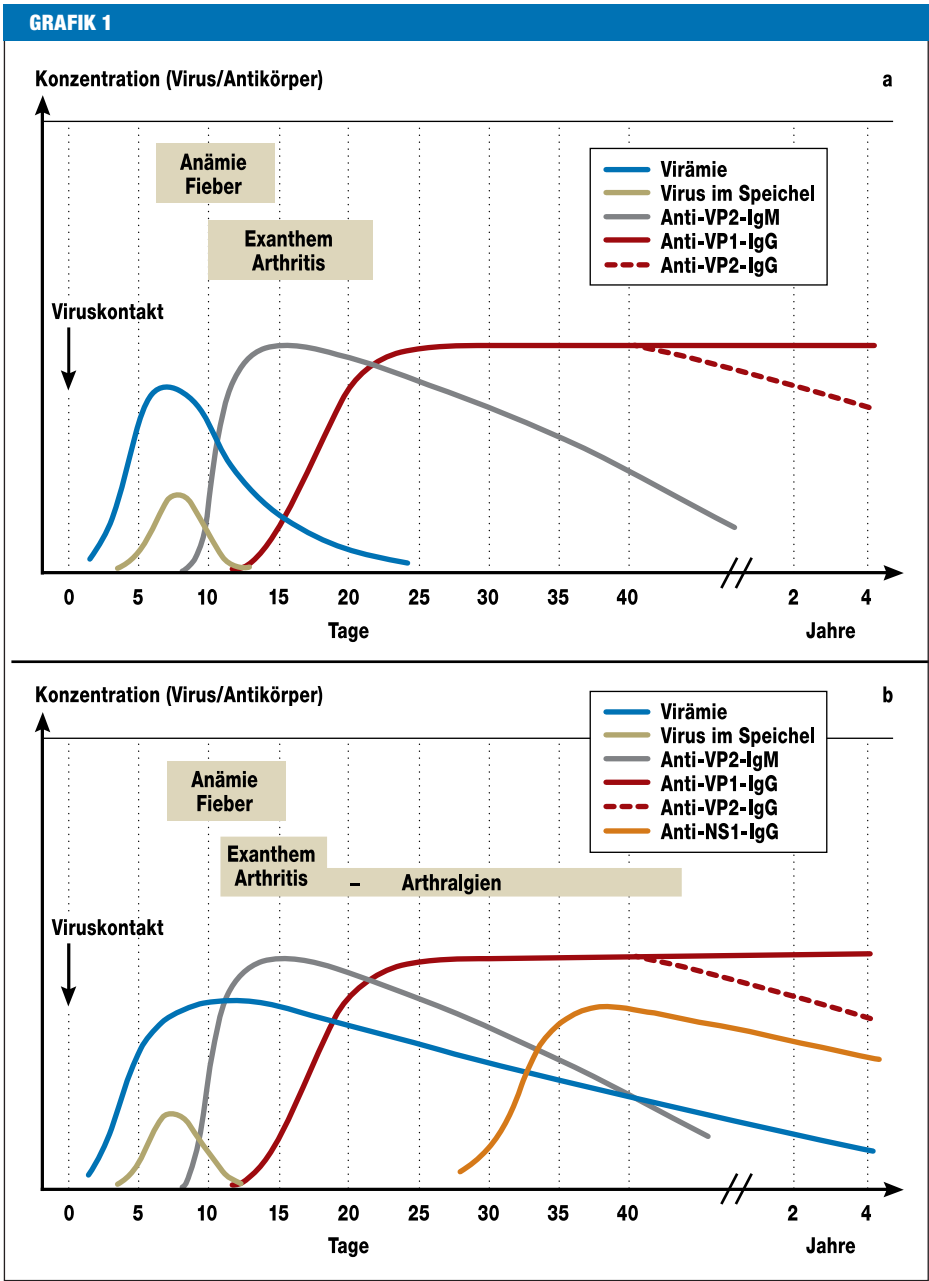 GRAFIK 1
Konzentration (Virus/Antikörper)
a
Anämie
Fieber
Exanthem
Arthritis
Viruskontakt
Virämie
Virus im Speichel
Anti-VP2-IgM
Anti-VP1-IgG
Anti-VP2-IgG
0 5 10 15 20 25 30 35 40 2 4
Tage Jahre
Konzentration (Virus/Antikörper)
b
Virämie
Virus im Speichel
Anti-VP2-IgM
Anti-VP1-IgG
Anti-VP2-IgG
Anti-NS1-IgG
Anämie
Fieber
Exanthem
Arthritis – Arthralgien
Viruskontakt
0 5 10 15 20 25 30 35 40 2 4
Tage Jahre